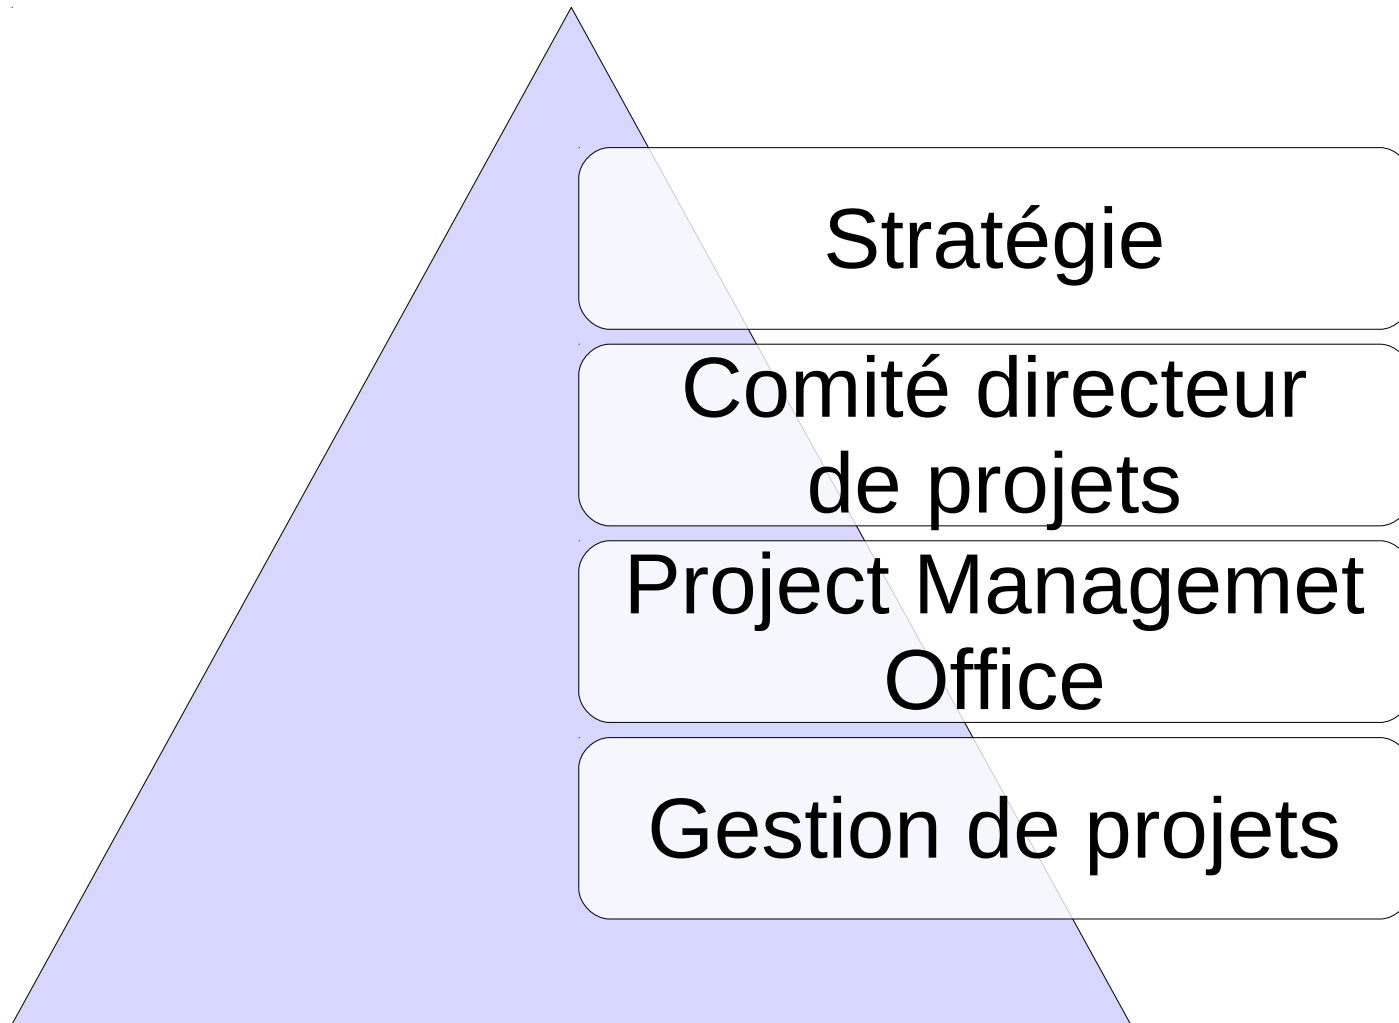 Stratégie
Comité directeur
de projets
Project Managemet
Office
Gestion de projets